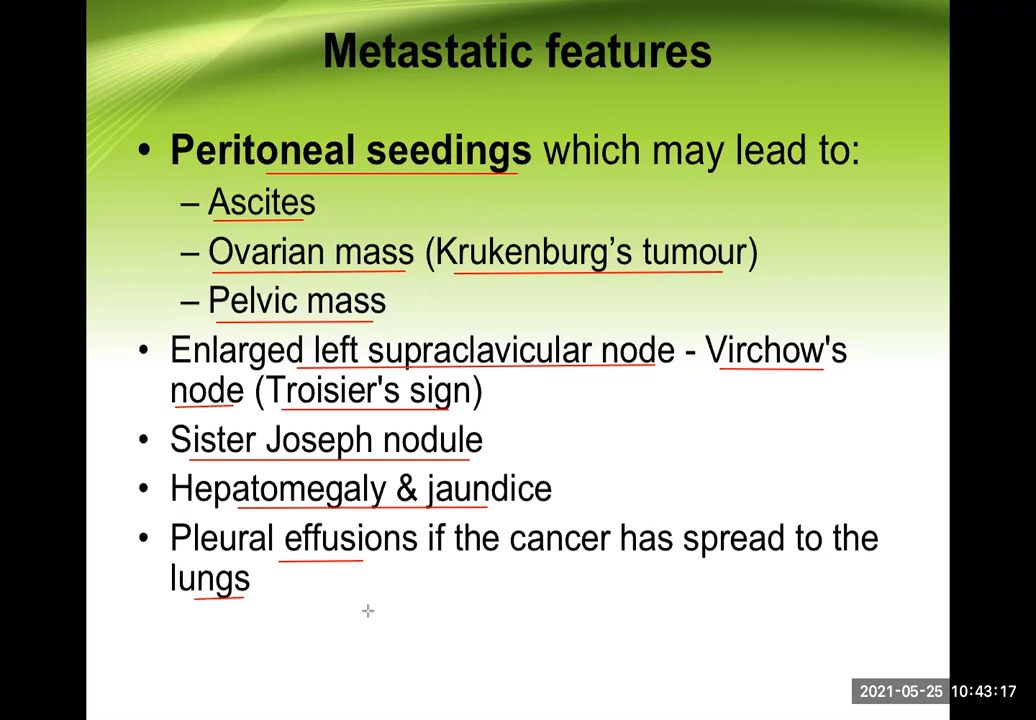 Metastatic features
• Peritoneal seedings which may lead to:
– Ascites
– Ovarian mass (Krukenburg’s tumour)
– Pelvic mass
• Enlarged left supraclavicular node - Virchow's
node (Troisier's sign)
• Sister Joseph nodule
• Hepatomegaly & jaundice
• Pleural effusions if the cancer has spread to the
lungs
2021-05-25 10:43:17